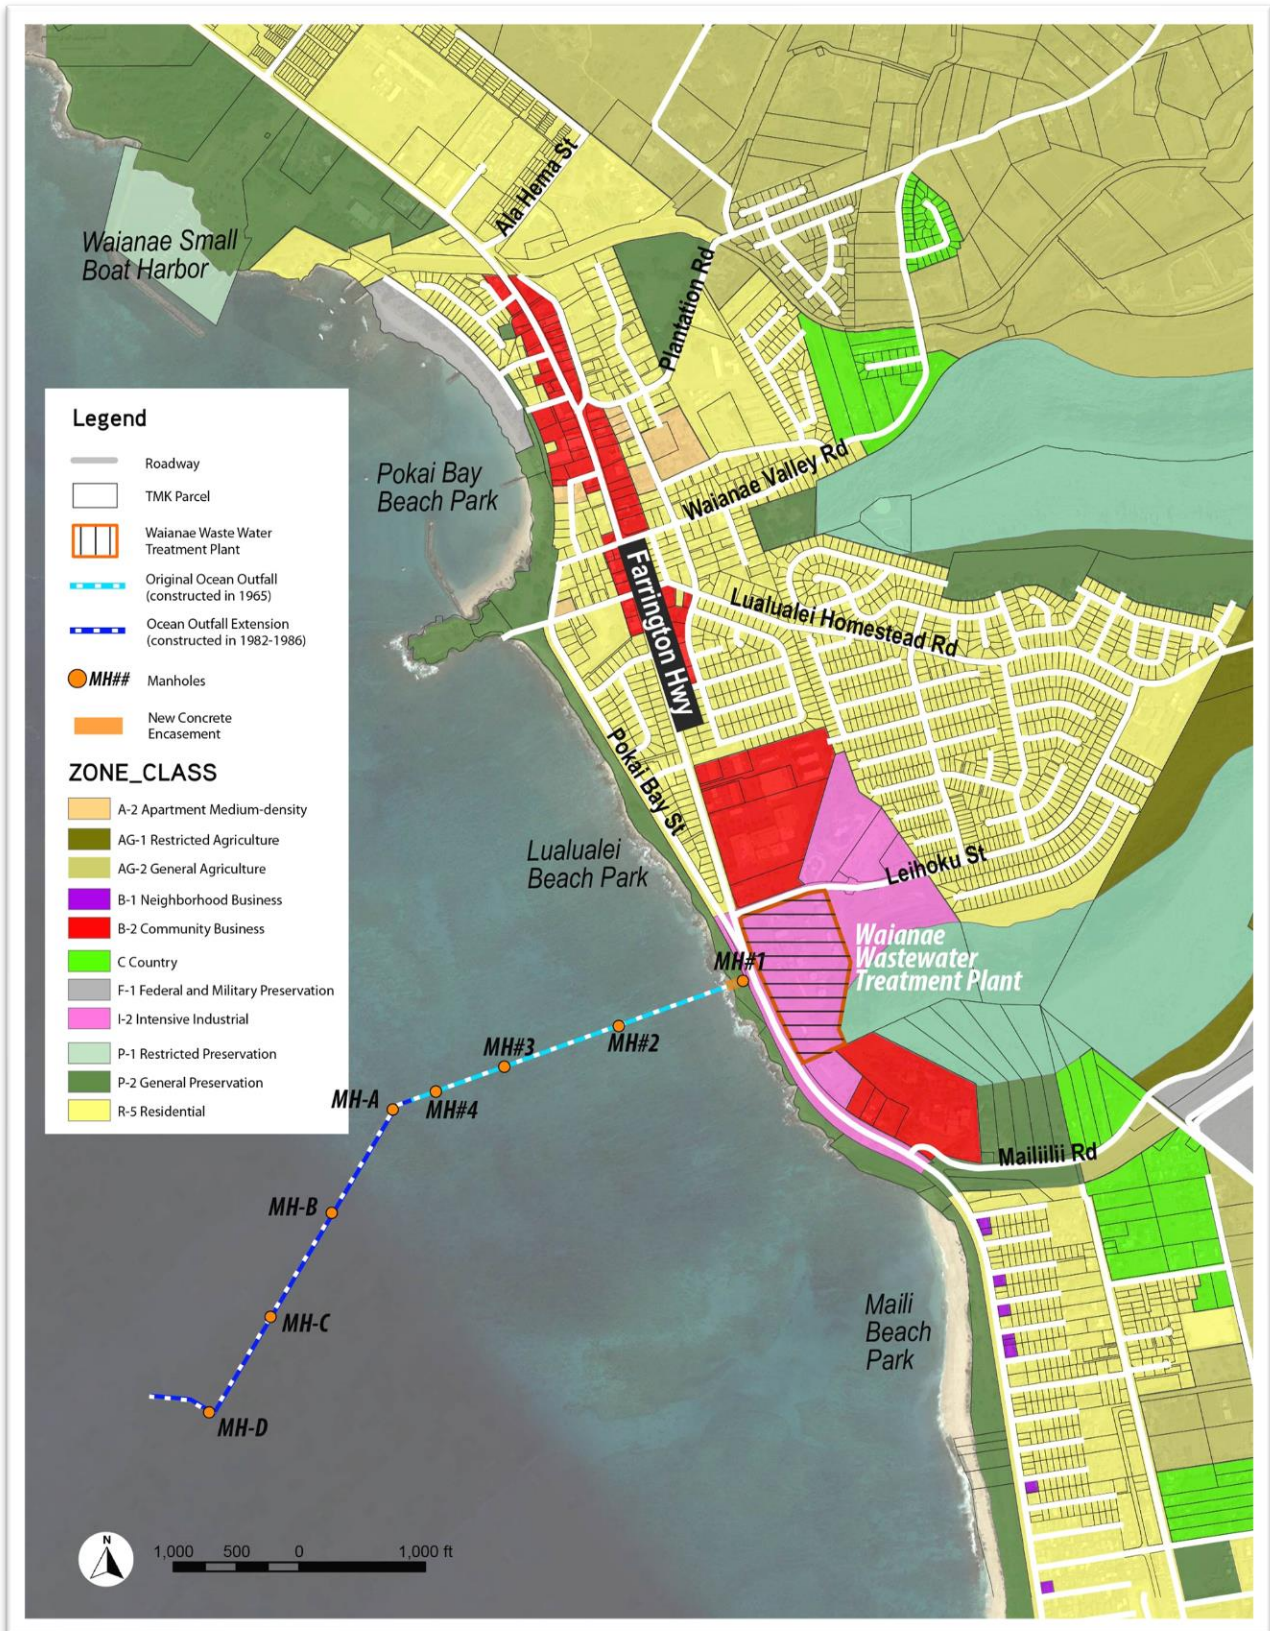 Ala Hema St
Waianae Small
Boat Harbor
Plantation Rd
Legend
Roadway
TMK Parcel
Waianae Waste Water
Treatment Plant
Original Ocean Outfall
(constructed in 1965)
Ocean Outfall Extension
(constructed in 1982-1986)
MH## Manholes
New Concrete
Encasement
ZONE_CLASS
A-2 Apartment Medium-density
AG-1 Restricted Agriculture
AG-2 General Agriculture
B-1 Neighborhood Business
B-2 Community Business
C Country
F-1 Federal and Military Preservation
I-2 Intensive Industrial
P-1 Restricted Preservation
P-2 General Preservation
R-5 Residential
Pokai Bay
Beach Park
Waianae Valley Rd
Farrington Hwy
Lualualei Homestead Rd
Pokai Bay St
Lualualei
Beach Park
Leihoku St
Waianae
Wastewater
Treatment Plant
MH#1
MH#2
MH#3
MH#4
MH-A
Mailiilii Rd
MH-B
MH-C
MH-D
Maili
Beach
Park
N
1,000 500 0 1,000 ft